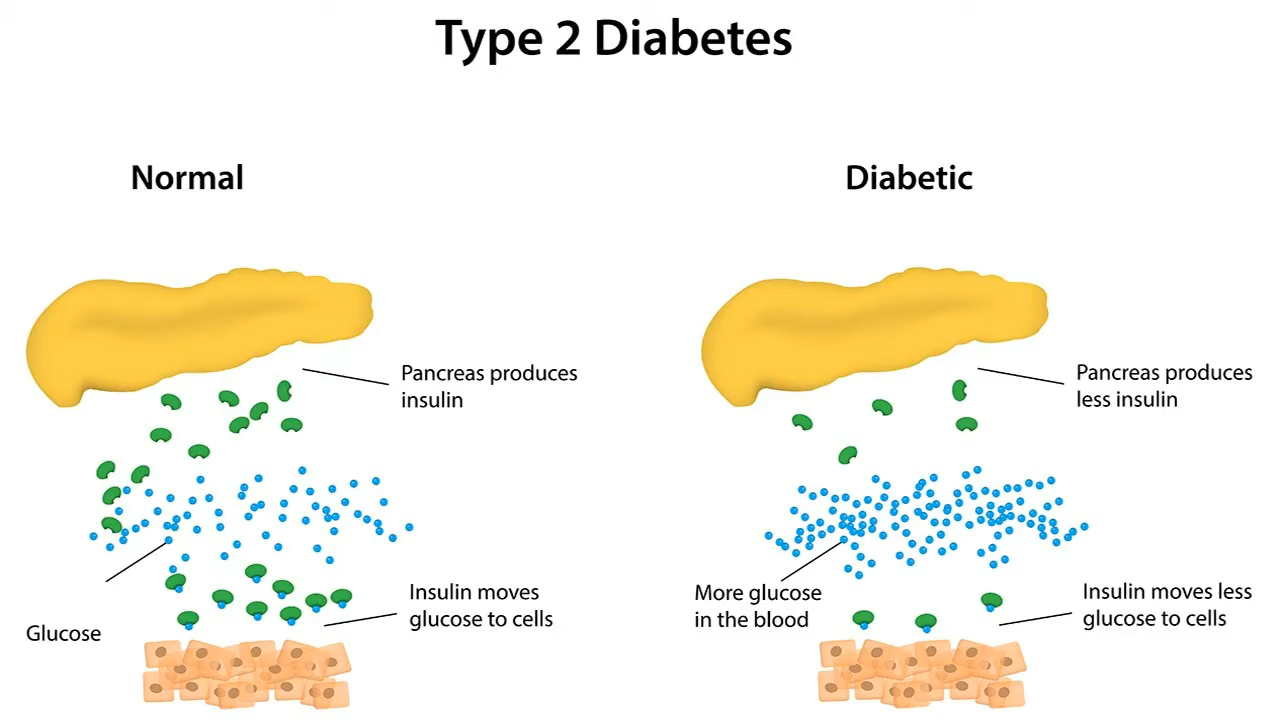 Type 2 Diabetes
Normal
Pancreas produces
insulin
Glucose
Insulin moves
glucose to cells
Diabetic
Pancreas produces
less insulin
More glucose
in the blood
Insulin moves less
glucose to cells